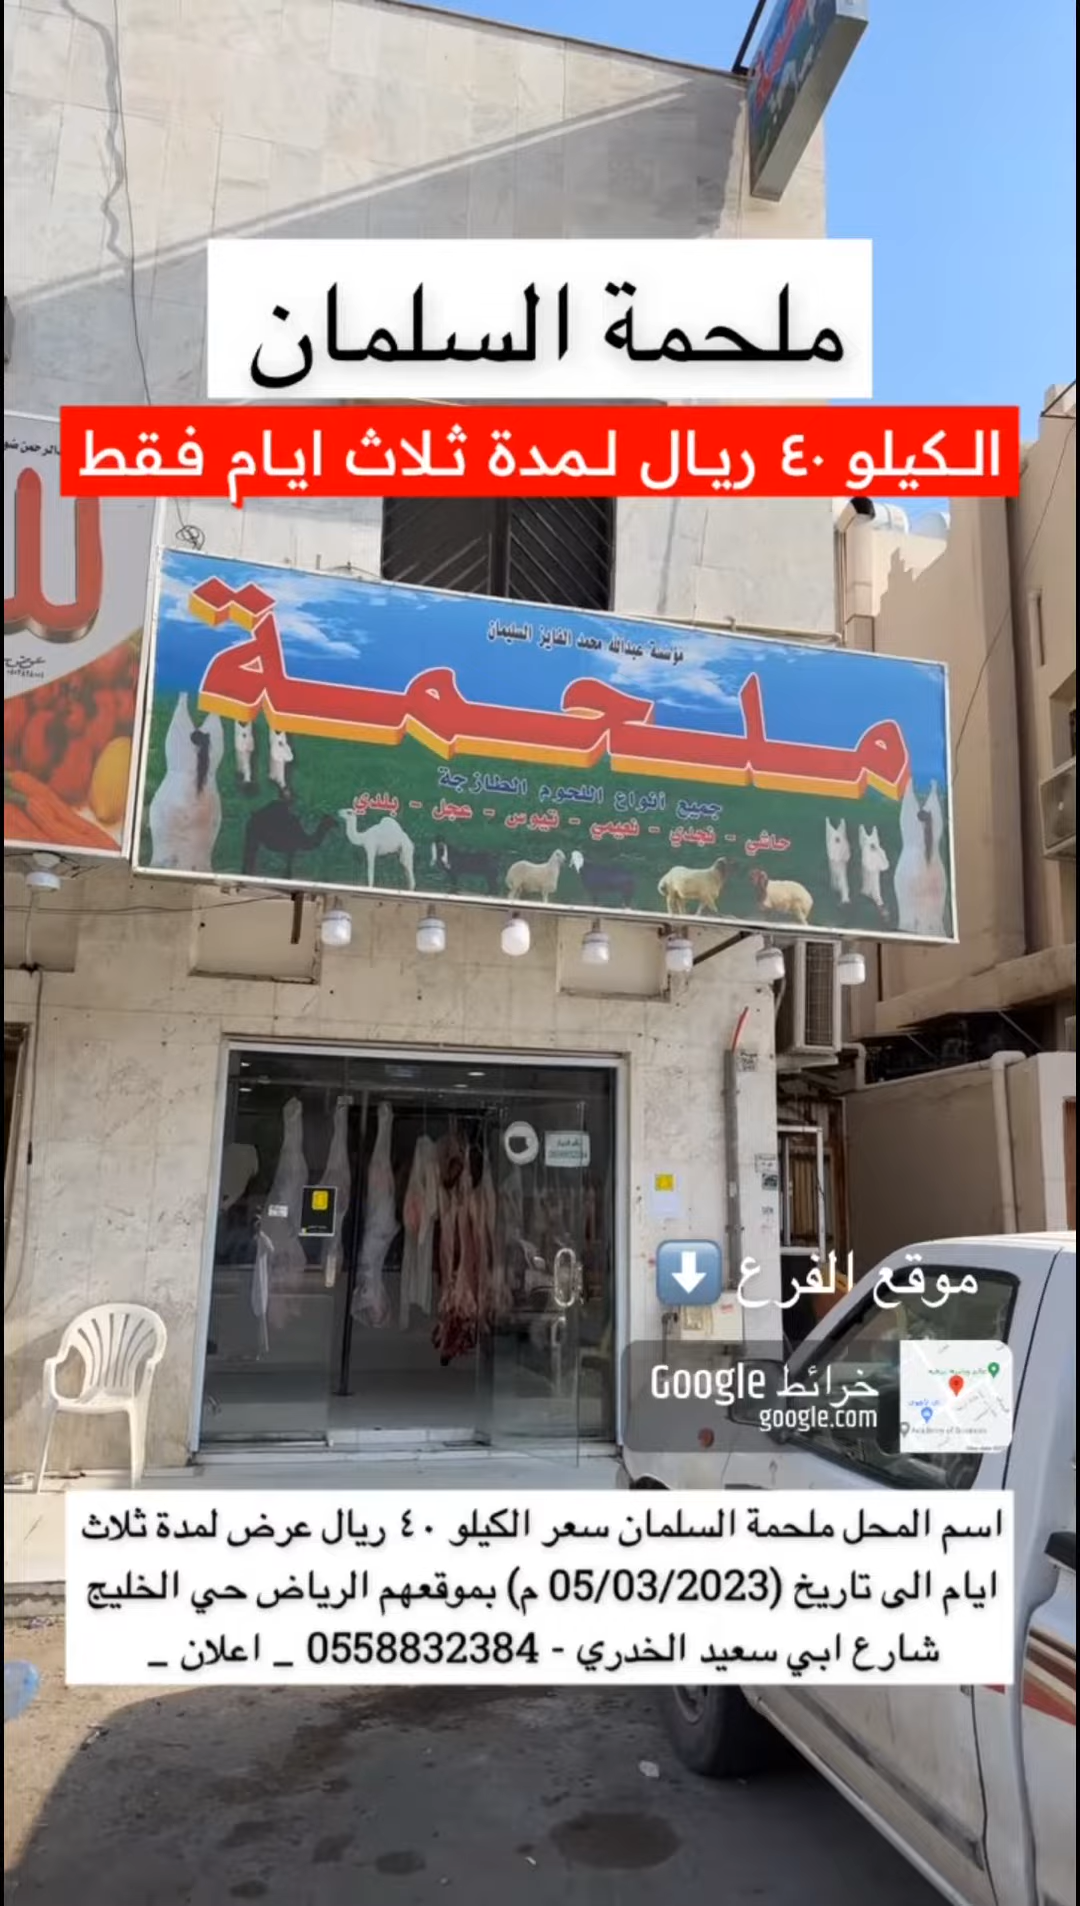 ملحمة السلمان
الكيلو ٤٠ ريال لمدة ثلاث ايام فقط
مؤسسة عبدالله محمد الفايز السليمان
ملحمة
جميع أنواع اللحوم الطازجة
حاشي - نجدي - نعيمي - تيوس - عجل - بلدي
موقع الفرع
خرائط Google
google.com
اسم المحل ملحمة السلمان سعر الكيلو ٤٠ ريال عرض لمدة ثلاث
ايام الى تاريخ (05/03/2023 م) بموقعهم الرياض حي الخليج
شارع ابي سعيد الخدري - 0558832384 _ اعلان _